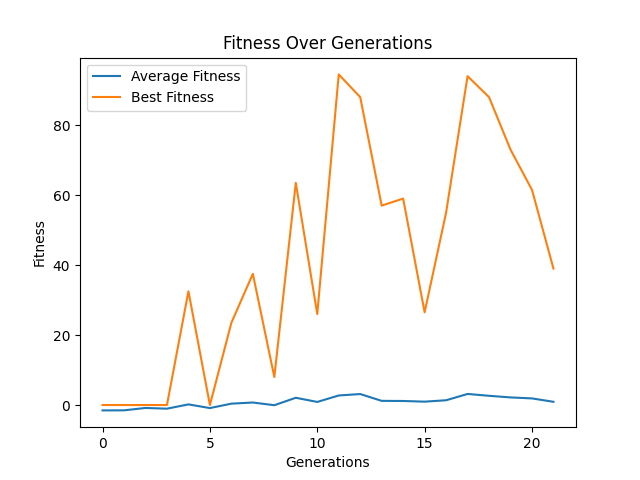 Fitness Over Generations
Average Fitness
Best Fitness
Fitness
80
60
40
20
0
0 5 10 15 20
Generations